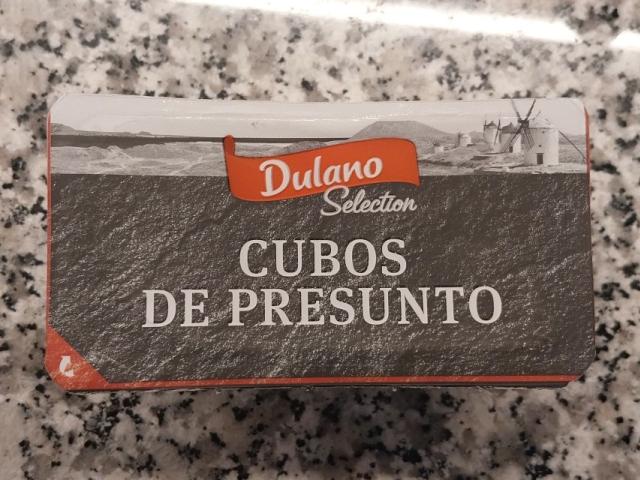 Dulano
Selection
CUBOS
DE PRESUNTO